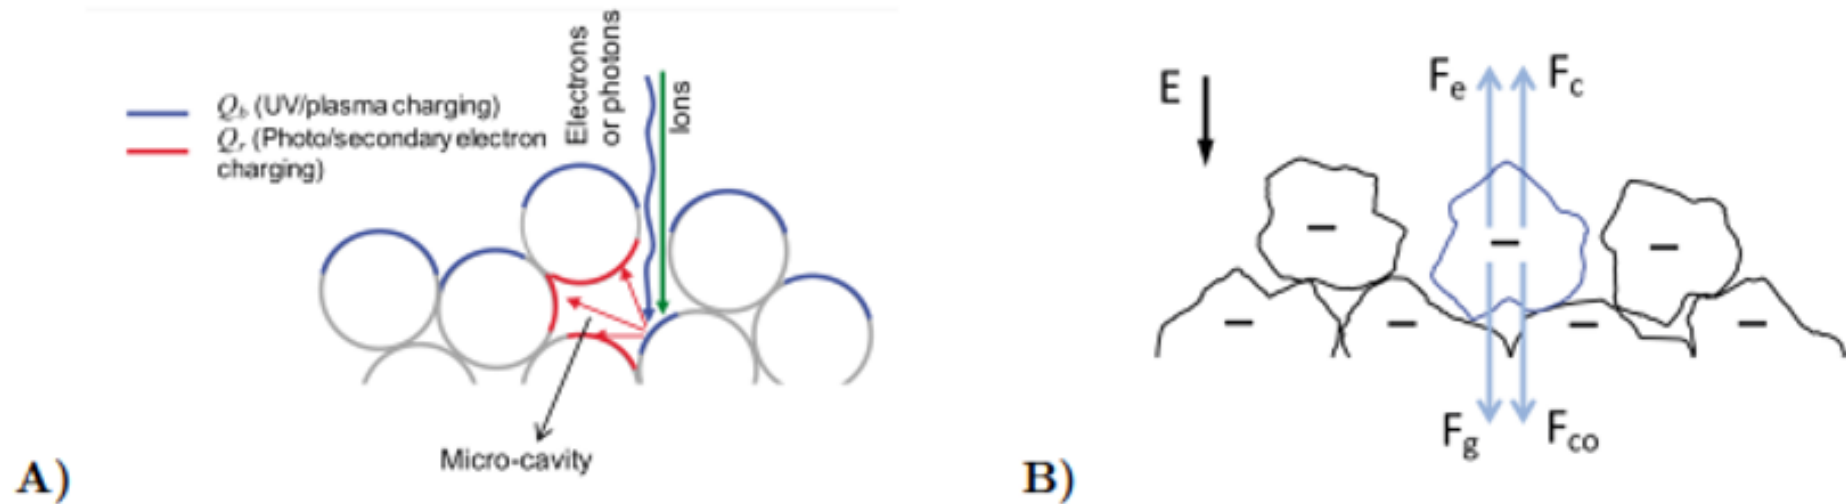 Q_b (UV/plasma charging)
Q_r (Photo/secondary electron
charging)
Electrons
or photons
Ions
Micro-cavity
A)
E
F_e
F_c
F_g
F_co
B)